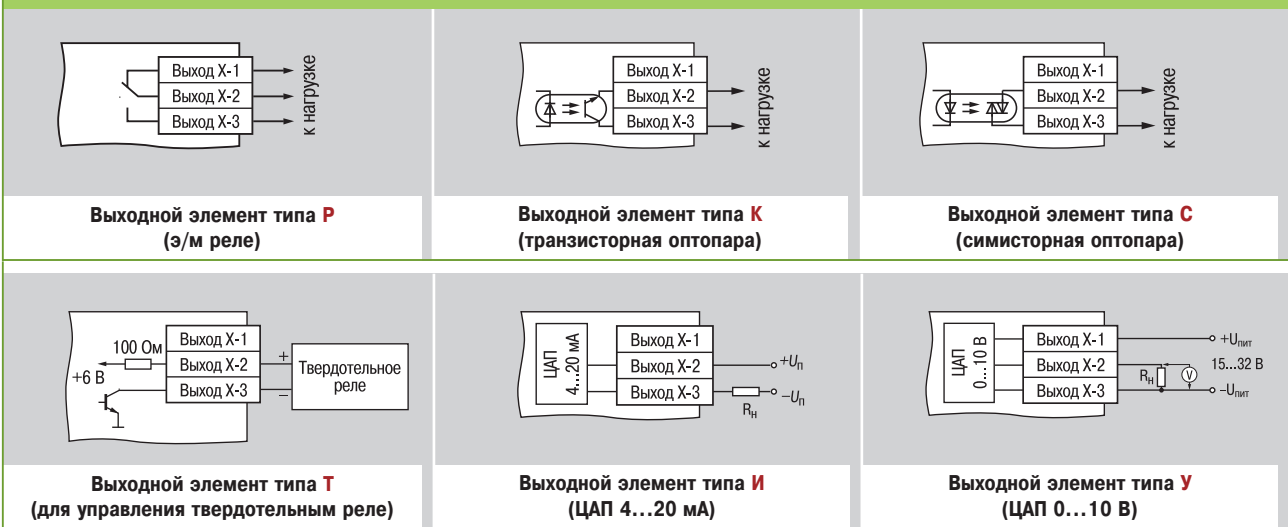 Выход X-1
Выход X-2
Выход X-3
к нагрузке
Выходной элемент типа Р
(э/м реле)
Выход X-1
Выход X-2
Выход X-3
к нагрузке
Выходной элемент типа К
(транзисторная оптопара)
Выход X-1
Выход X-2
Выход X-3
к нагрузке
Выходной элемент типа С
(симисторная оптопара)
100 Ом
+6 В
Выход X-1
Выход X-2
Выход X-3
+
−
Твердотельное
реле
Выходной элемент типа Т
(для управления твердотельным реле)
ЦАП
4...20 мА
Выход X-1
Выход X-2
Выход X-3
+Uп
−Uп
Rн
Выходной элемент типа И
(ЦАП 4...20 мА)
ЦАП
0...10 В
Выход X-1
Выход X-2
Выход X-3
+Uпит
15...32 В
Rн
V
−Uпит
Выходной элемент типа У
(ЦАП 0...10 В)